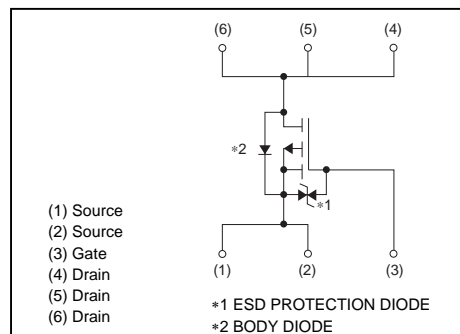 (6) (5) (4)
∗2
∗1
(1) Source
(2) Source
(3) Gate
(4) Drain
(5) Drain
(6) Drain
(1) (2) (3)
∗1 ESD PROTECTION DIODE
∗2 BODY DIODE